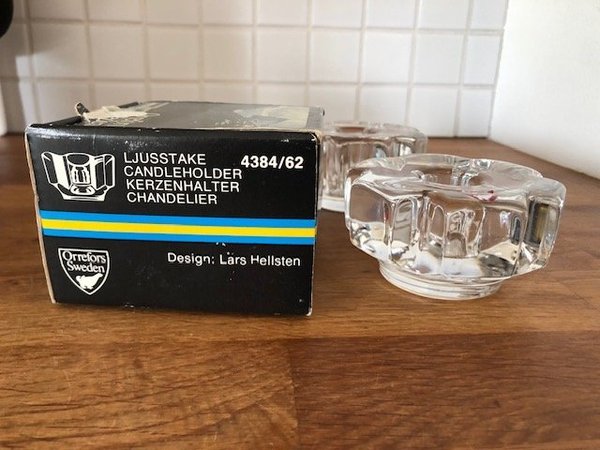 LJUSSTAKE 4384/62
CANDLEHOLDER
KERZENHALTER
CHANDELIER
Orrefors
Sweden
Design: Lars Hellsten